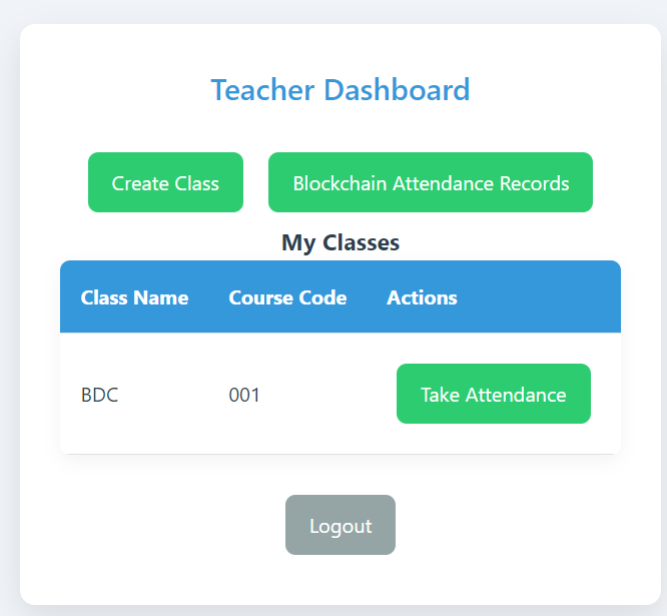 Teacher Dashboard
Create Class Blockchain Attendance Records
My Classes
Class Name Course Code Actions
BDC 001 Take Attendance
Logout